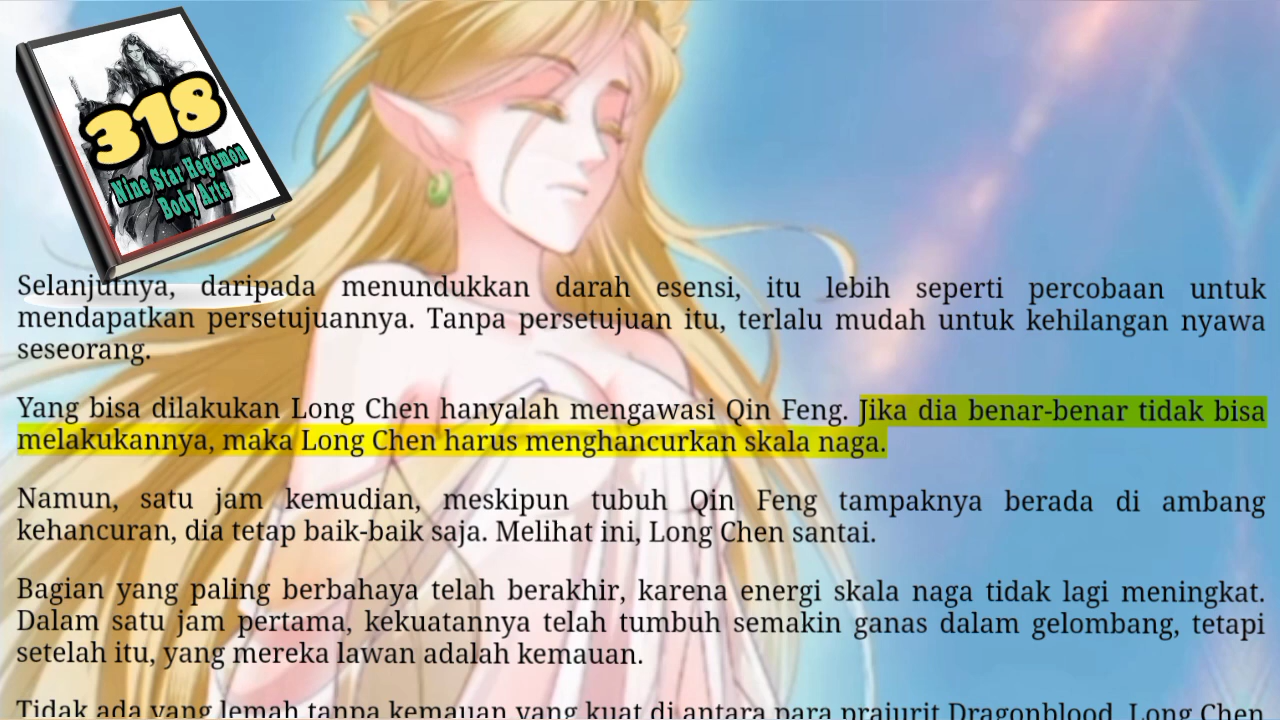 318
Nine Star Hegemon
Body Arts
Selanjutnya, daripada menundukkan darah esensi, itu lebih seperti percobaan untuk
mendapatkan persetujuannya. Tanpa persetujuan itu, terlalu mudah untuk kehilangan nyawa
seseorang.
Yang bisa dilakukan Long Chen hanyalah mengawasi Qin Feng. Jika dia benar-benar tidak bisa
melakukannya, maka Long Chen harus menghancurkan skala naga.
Namun, satu jam kemudian, meskipun tubuh Qin Feng tampaknya berada di ambang
kehancuran, dia tetap baik-baik saja. Melihat ini, Long Chen santai.
Bagian yang paling berbahaya telah berakhir, karena energi skala naga tidak lagi meningkat.
Dalam satu jam pertama, kekuatannya telah tumbuh semakin ganas dalam gelombang, tetapi
setelah itu, yang mereka lawan adalah kemauan.
Tidak ada yang lemah tanpa kemauan yang kuat di antara para prajurit Dragonblood. Long Chen